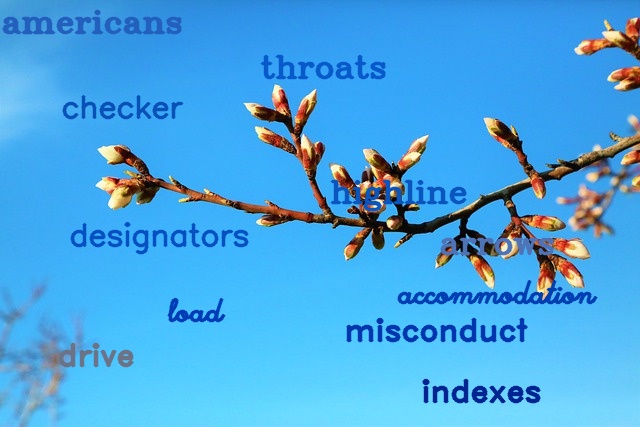 americans
throats
checker
highline
designators
arrows
accommodation
load
misconduct
drive
indexes